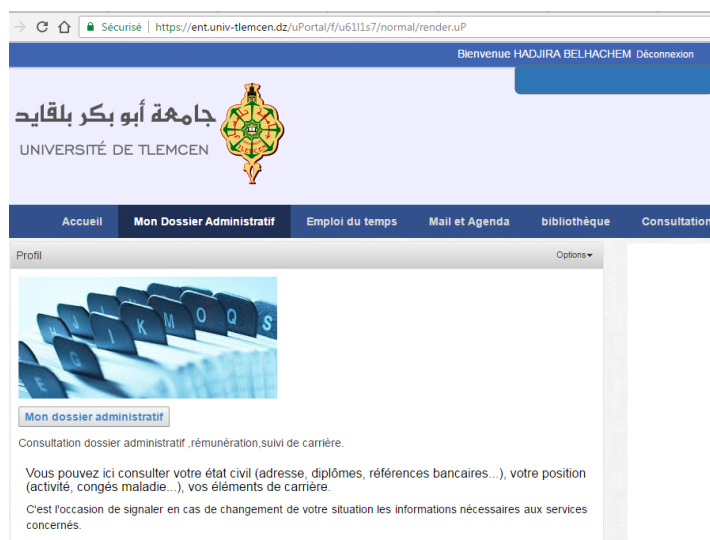 Sécurisé | https://ent.univ-tlemcen.dz/uPortal/f/u61l1s7/normal/render.uP
Bienvenue HADJIRA BELHACHEM Déconnexion
جامعة أبو بكر بلقايد
UNIVERSITÉ DE TLEMCEN
TLEMCEN
Accueil Mon Dossier Administratif Emploi du temps Mail et Agenda bibliothèque Consultation
Profil Options
H J I K M O Q S
G
E
Mon dossier administratif
Consultation dossier administratif ,rémunération,suivi de carrière.
Vous pouvez ici consulter votre état civil (adresse, diplômes, références bancaires...), votre position
(activité, congés maladie...), vos éléments de carrière.
C'est l'occasion de signaler en cas de changement de votre situation les informations nécessaires aux services
concernés.